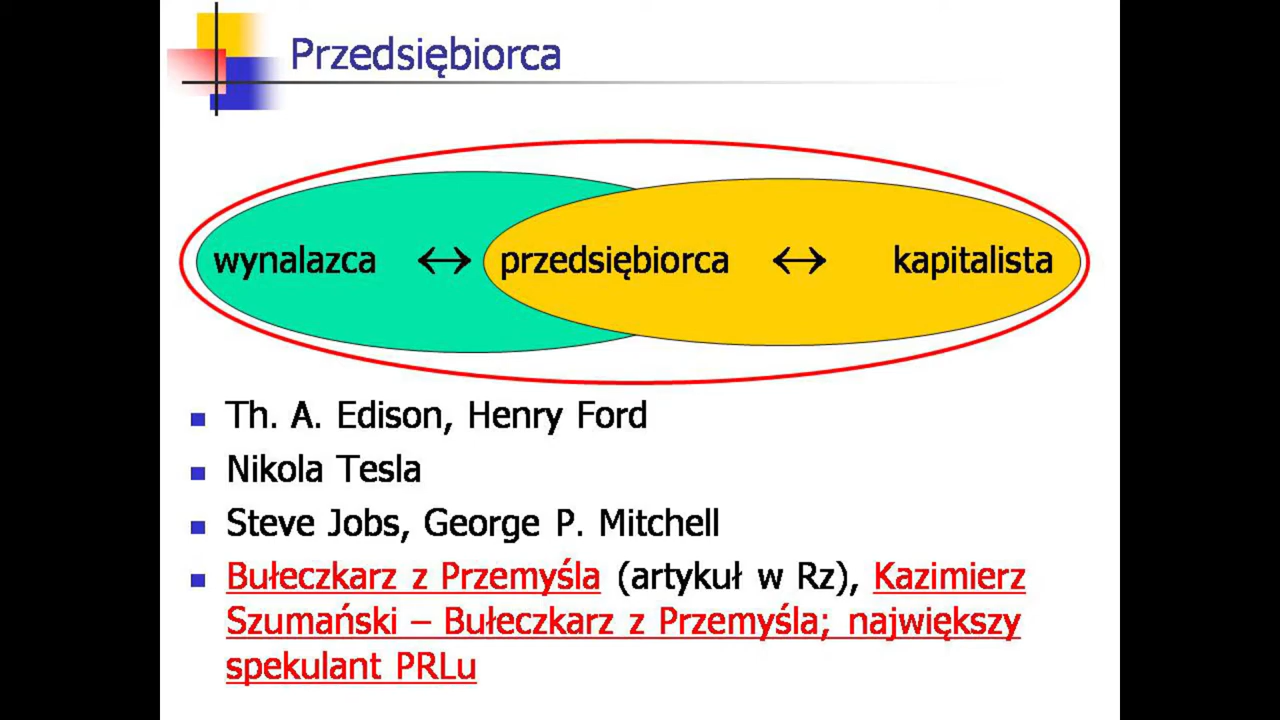 Przedsiębiorca
wynalazca ↔ przedsiębiorca ↔ kapitalista
Th. A. Edison, Henry Ford
Nikola Tesla
Steve Jobs, George P. Mitchell
Bułeczkarz z Przemyśla (artykuł w Rz), Kazimierz
Szumański – Bułeczkarz z Przemyśla; największy
spekulant PRLu